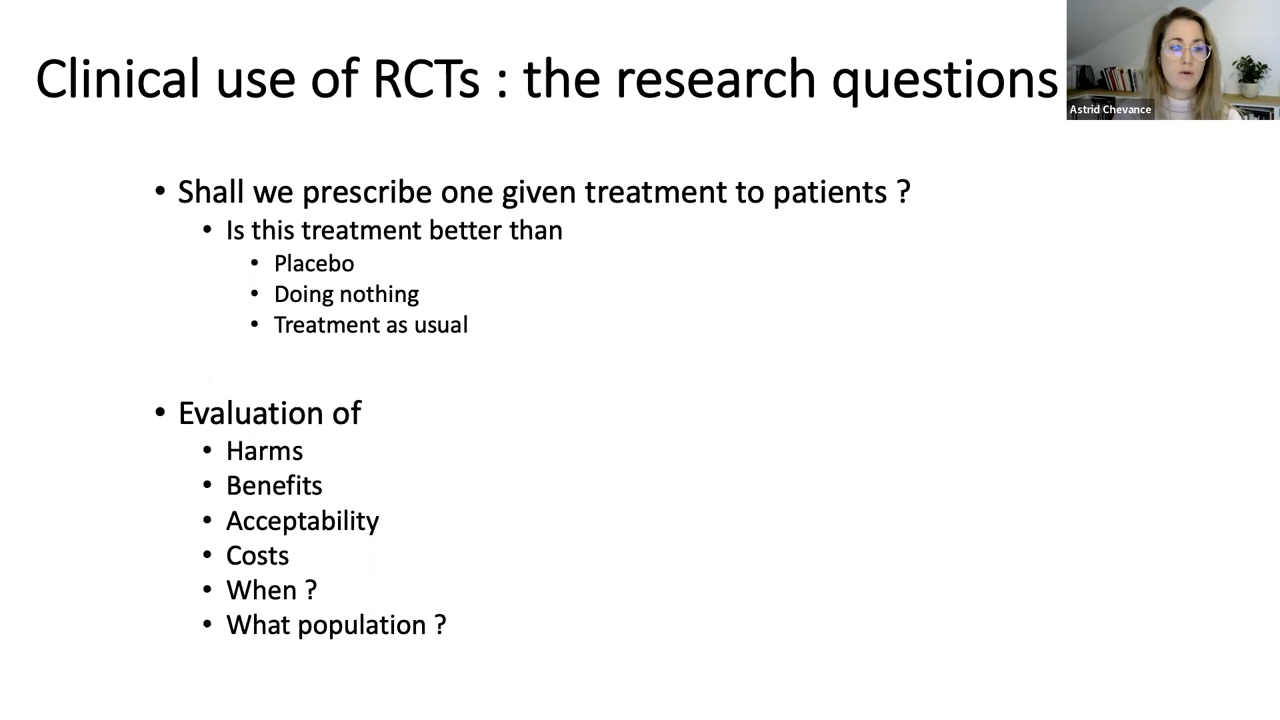 Clinical use of RCTs : the research questions
Astrid Chevance
• Shall we prescribe one given treatment to patients ?
• Is this treatment better than
• Placebo
• Doing nothing
• Treatment as usual
• Evaluation of
• Harms
• Benefits
• Acceptability
• Costs
• When ?
• What population ?